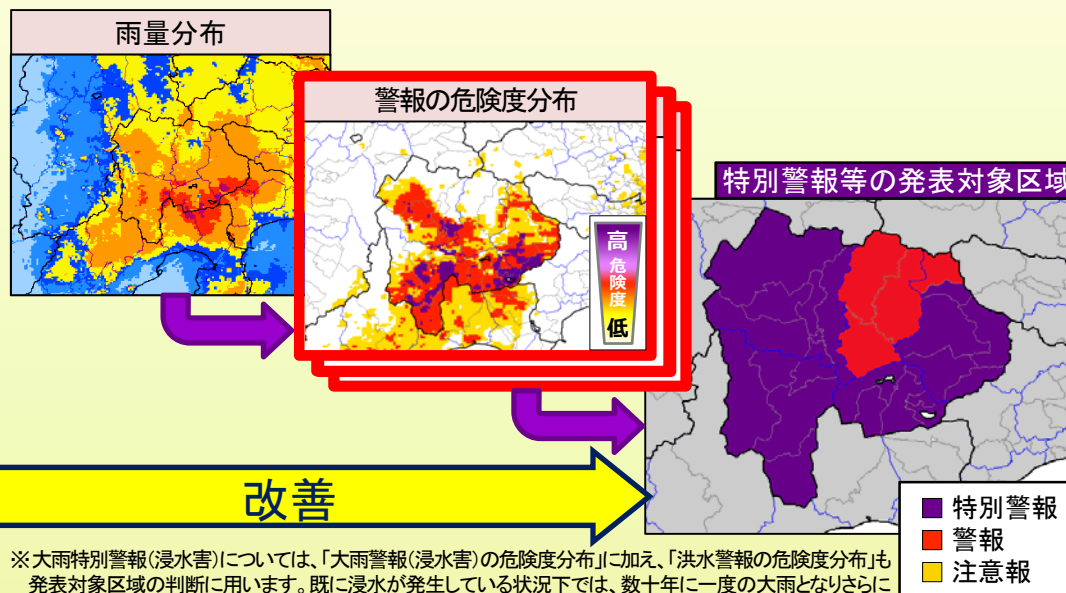 雨量分布
警報の危険度分布
高
危険度
低
特別警報等の発表対象区域
改善
特別警報
警報
注意報
※大雨特別警報(浸水害)については、「大雨警報(浸水害)の危険度分布」に加え、「洪水警報の危険度分布」も
発表対象区域の判断に用います。既に浸水が発生している状況下では、数十年に一度の大雨となりさらに